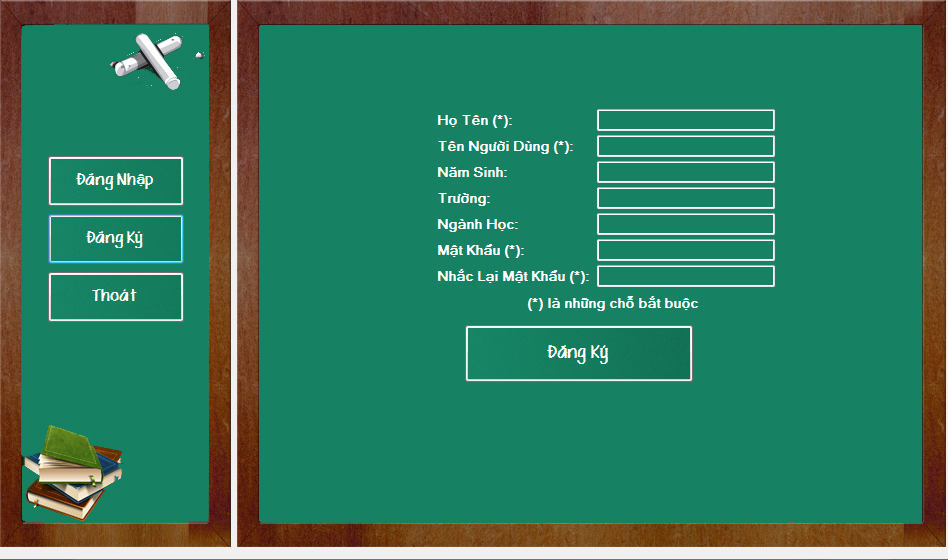 Đăng Nhập
Đăng Ký
Thoát
Họ Tên (*):
Tên Người Dùng (*):
Năm Sinh:
Trường:
Ngành Học:
Mật Khẩu (*):
Nhắc Lại Mật Khẩu (*):
(*) là những chỗ bắt buộc
Đăng Ký